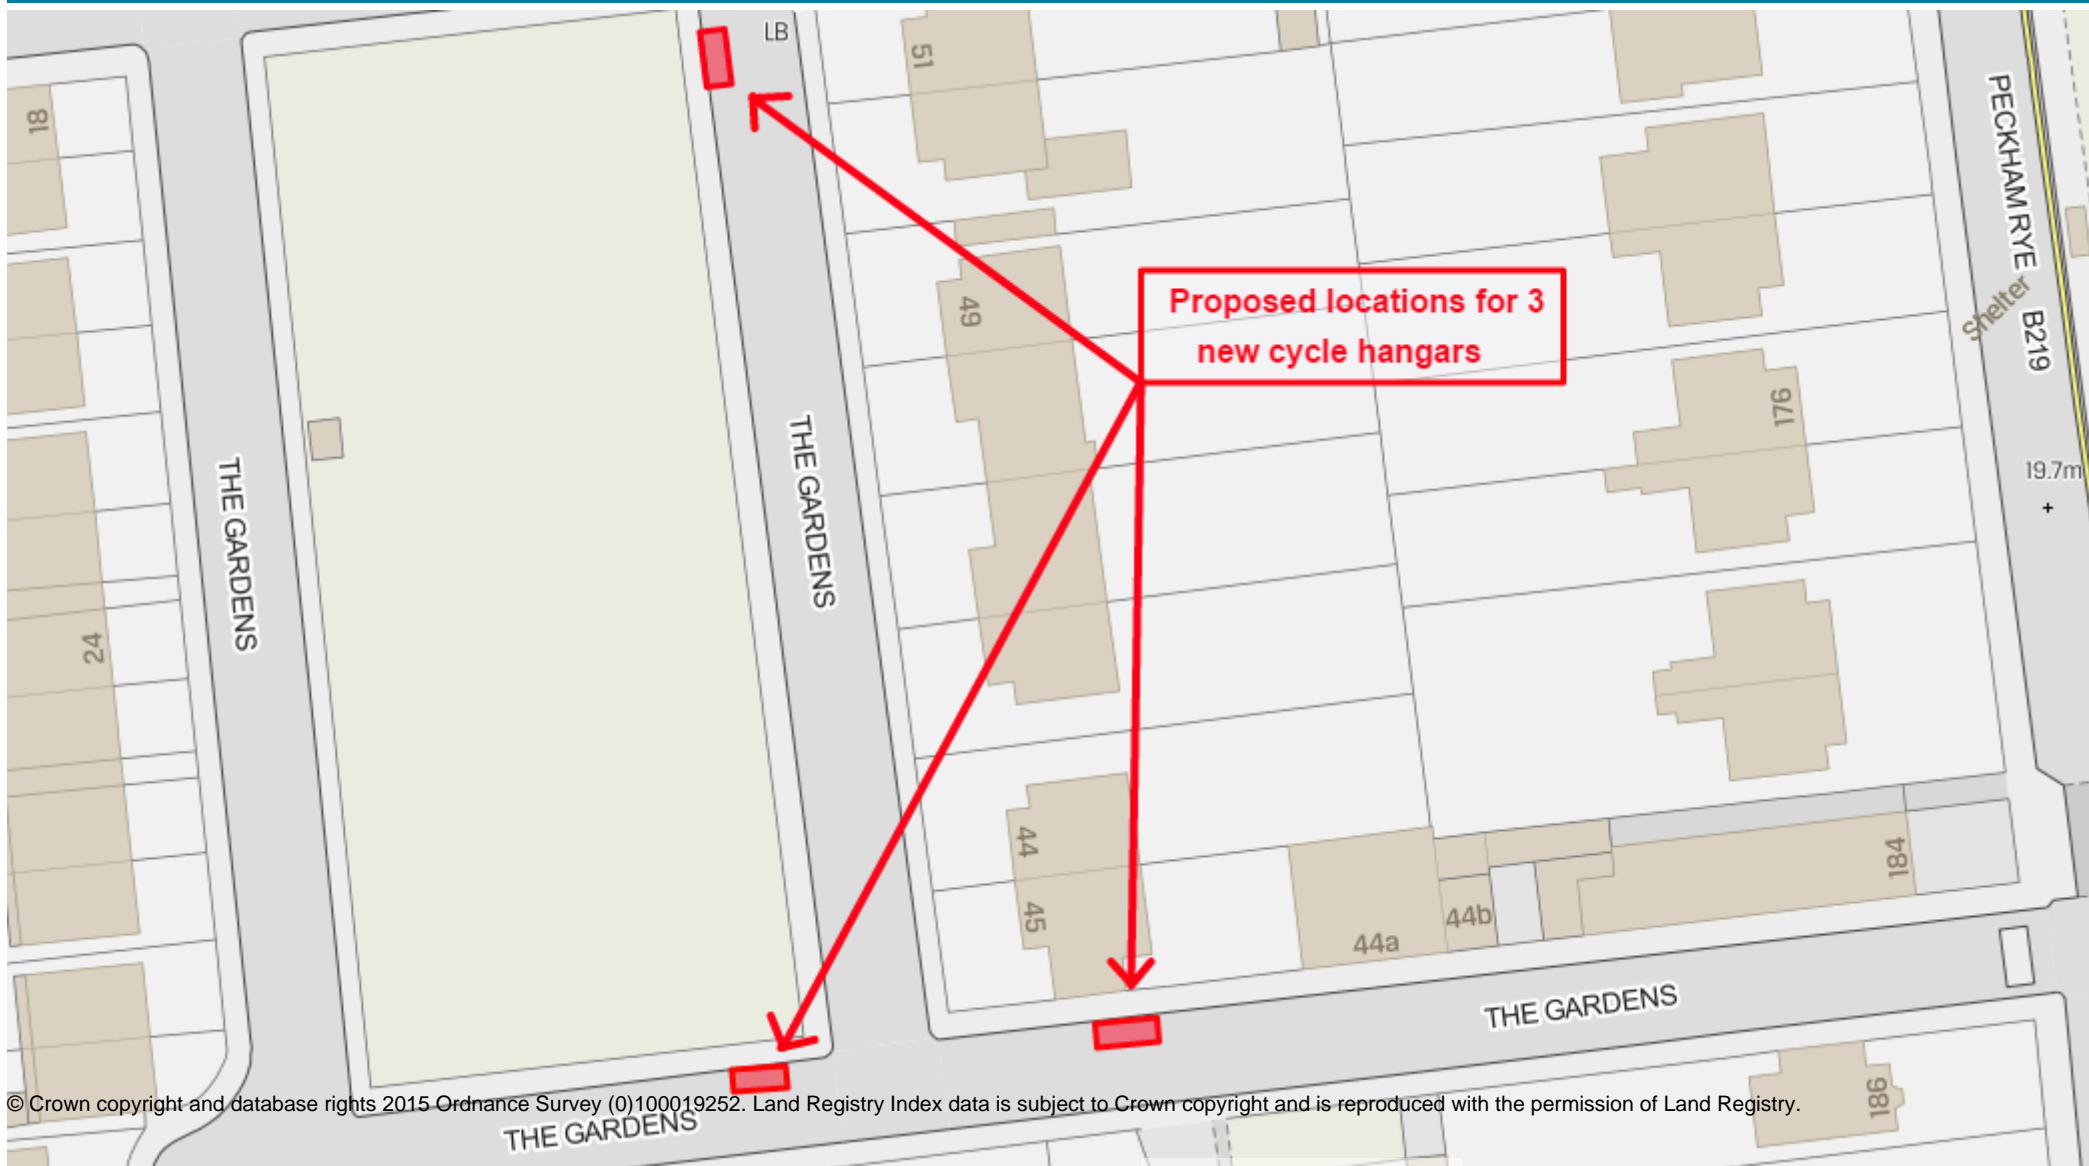 LB
51
18
PECKHAM RYE
Proposed locations for 3
new cycle hangars
49
Shelter
B219
176
THE GARDENS
THE GARDENS
19.7m
24
44
45
184
44b
44a
THE GARDENS
186
© Crown copyright and database rights 2015 Ordnance Survey (0)100019252. Land Registry Index data is subject to Crown copyright and is reproduced with the permission of Land Registry.
THE GARDENS